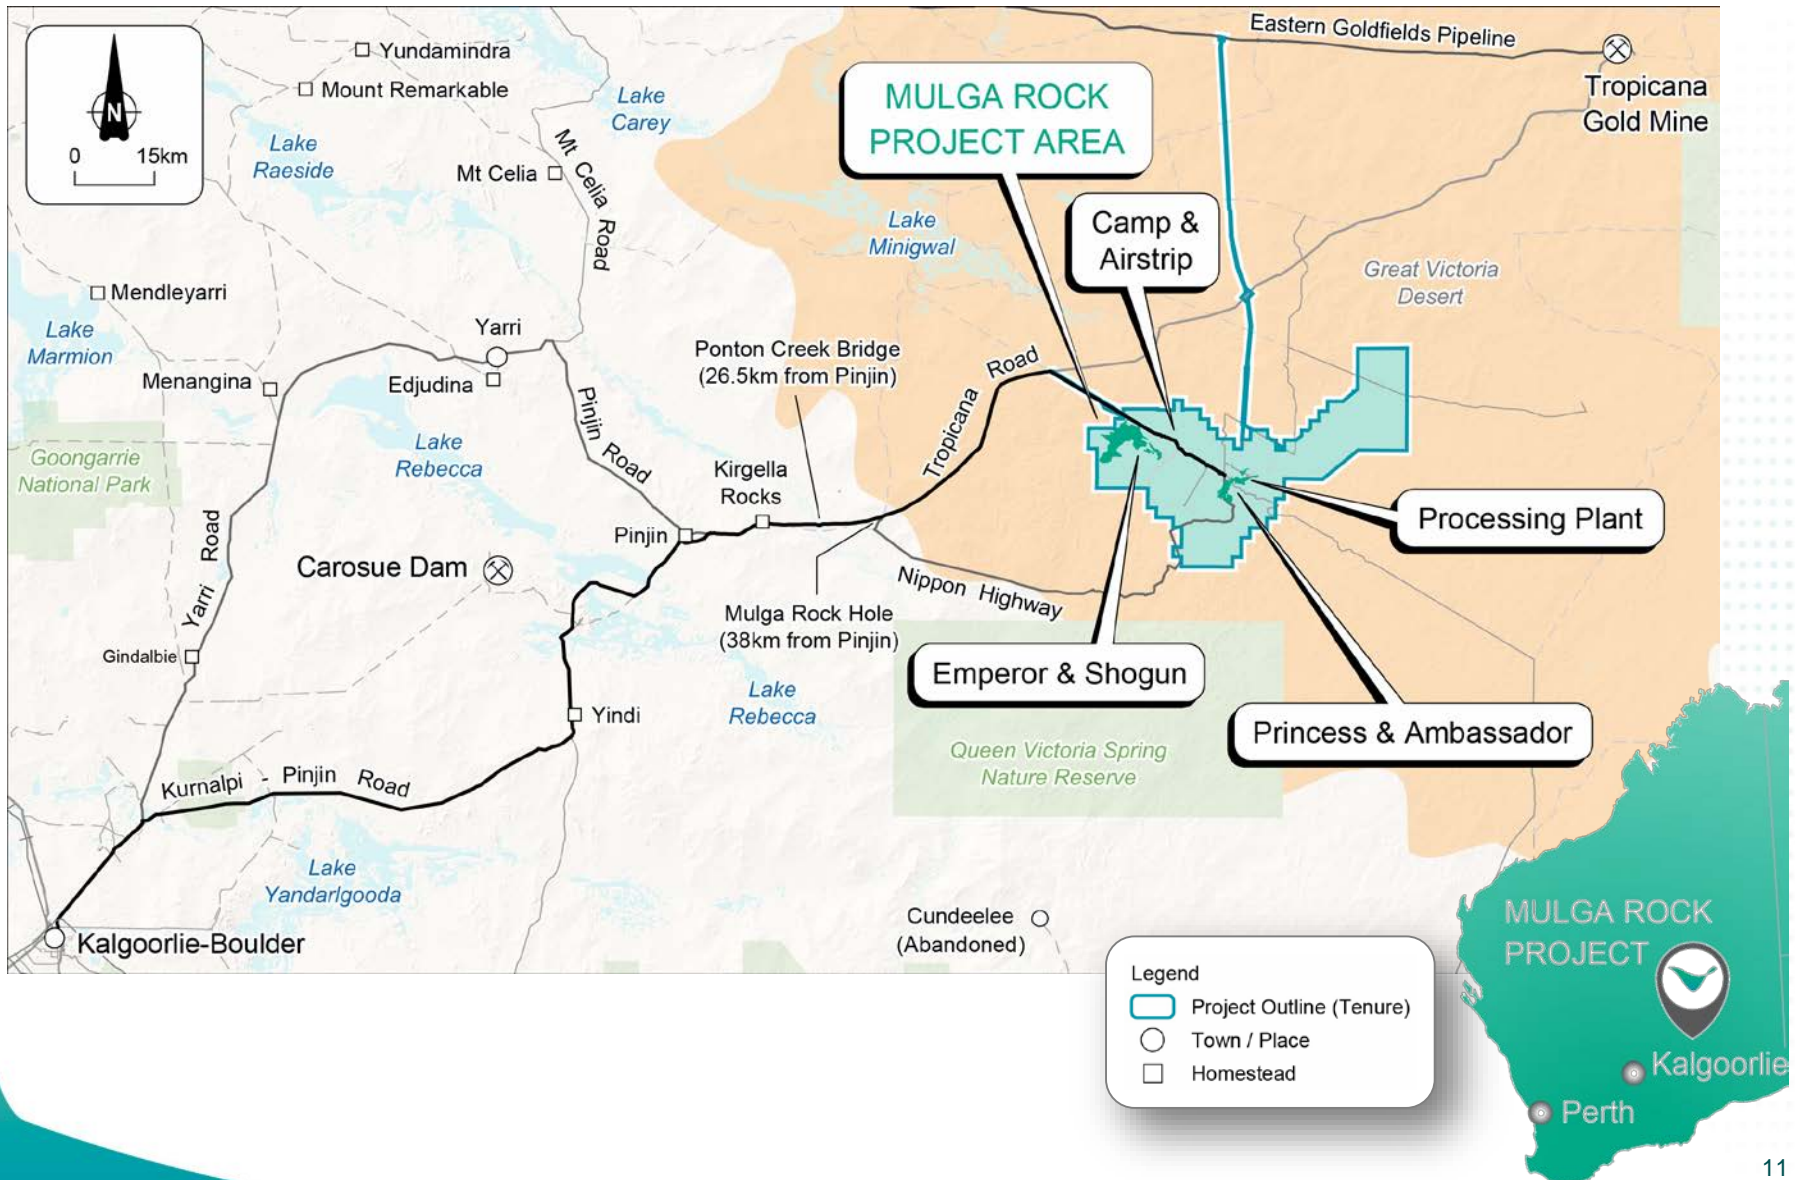 Eastern Goldfields Pipeline
Tropicana
Gold Mine
N
0 15km
Yundamindra
Mount Remarkable
Lake
Carey
Lake
Raeside
Mt Celia
Mt Celia Road
MULGA ROCK
PROJECT AREA
Camp &
Airstrip
Lake
Minigwal
Great Victoria
Desert
Mendleyarri
Lake
Marmion
Yarri
Menangina
Edjudina
Ponton Creek Bridge
(26.5km from Pinjin)
Tropicana Road
Pinjin Road
Lake
Rebecca
Goongarrie
National Park
Kirgella
Rocks
Pinjin
Processing Plant
Yarri Road
Carosue Dam
Nippon Highway
Mulga Rock Hole
(38km from Pinjin)
Gindalbie
Emperor & Shogun
Lake
Rebecca
Yindi
Princess & Ambassador
Queen Victoria Spring
Nature Reserve
Kurnalpi - Pinjin Road
Lake
Yandarlgooda
Cundeelee
(Abandoned)
Kalgoorlie-Boulder
Legend
Project Outline (Tenure)
Town / Place
Homestead
MULGA ROCK
PROJECT
Kalgoorlie
Perth
11